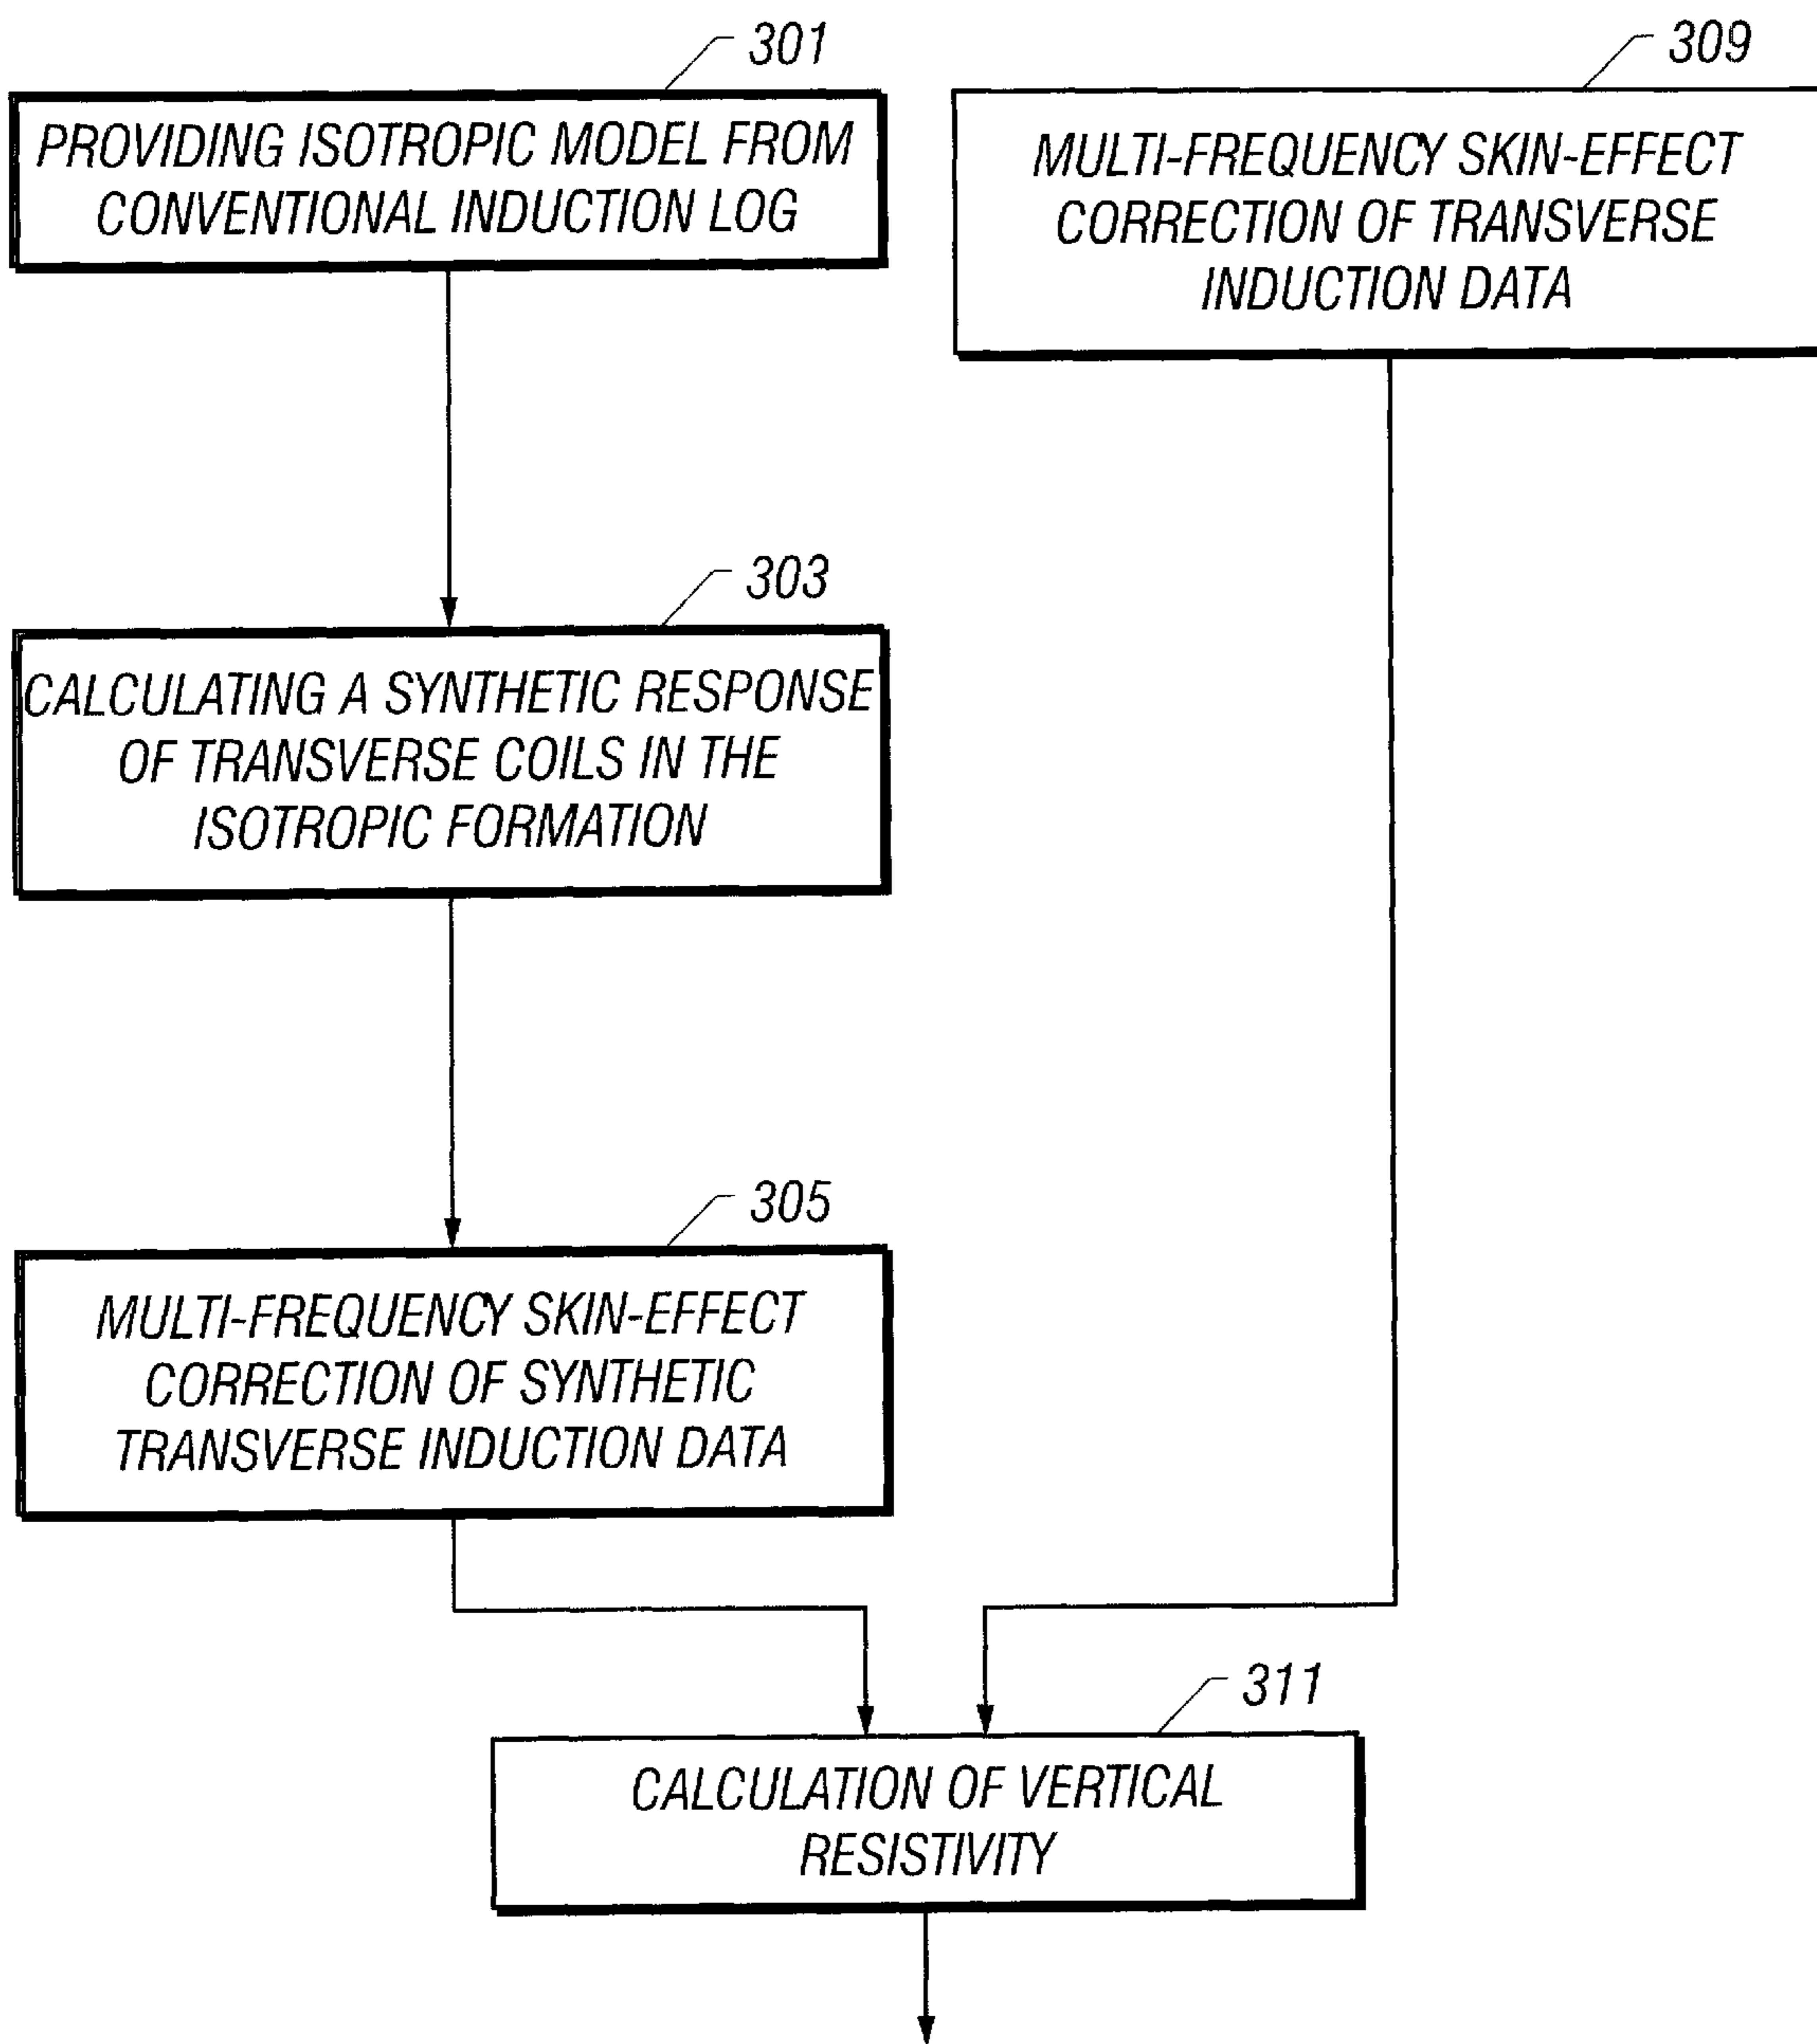 301
PROVIDING ISOTROPIC MODEL FROM
CONVENTIONAL INDUCTION LOG
309
MULTI-FREQUENCY SKIN-EFFECT
CORRECTION OF TRANSVERSE
INDUCTION DATA
303
CALCULATING A SYNTHETIC RESPONSE
OF TRANSVERSE COILS IN THE
ISOTROPIC FORMATION
305
MULTI-FREQUENCY SKIN-EFFECT
CORRECTION OF SYNTHETIC
TRANSVERSE INDUCTION DATA
311
CALCULATION OF VERTICAL
RESISTIVITY